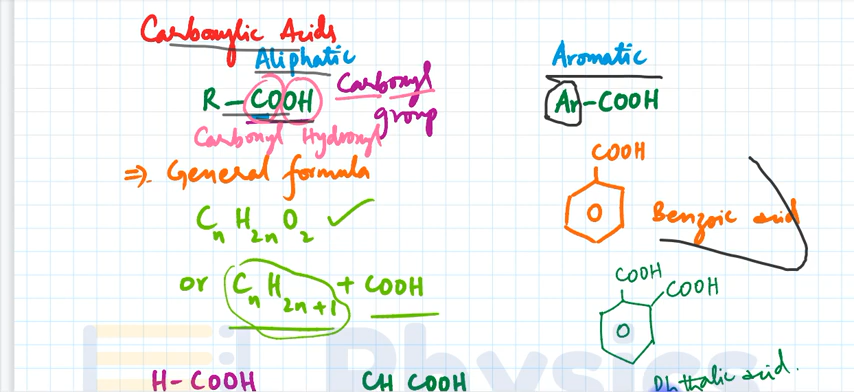 Carboxylic Acids
Aliphatic
R-COOH Carboxyl group
Carbonyl Hydroxyl
⇒ General formula
CₙH₂ₙO₂ ✓
or CₙH₂ₙ₊₁ + COOH
H-COOH CH COOH
Aromatic
Ar-COOH
COOH
Benzoic acid
COOH
COOH
Phthalic acid.
Physics